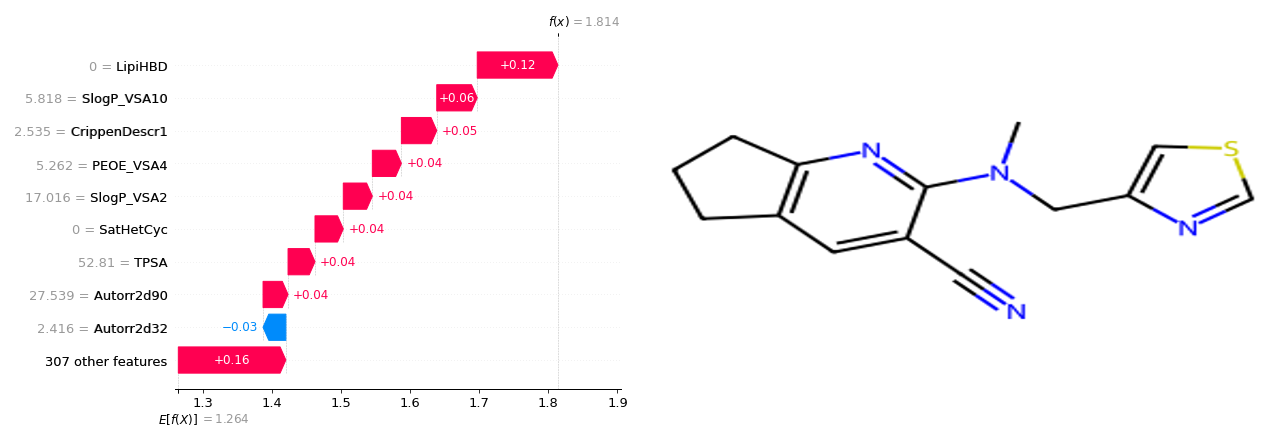 f(x) = 1.814
0 = LipiHBD
+0.12
5.818 = SlogP_VSA10
+0.06
2.535 = CrippenDescr1
+0.05
5.262 = PEOE_VSA4
+0.04
17.016 = SlogP_VSA2
+0.04
0 = SatHetCyc
+0.04
52.81 = TPSA
+0.04
27.539 = Autorr2d90
+0.04
2.416 = Autorr2d32
−0.03
307 other features
+0.16
1.3 1.4 1.5 1.6 1.7 1.8 1.9
E[f(X)] = 1.264
N
N
S
N
N